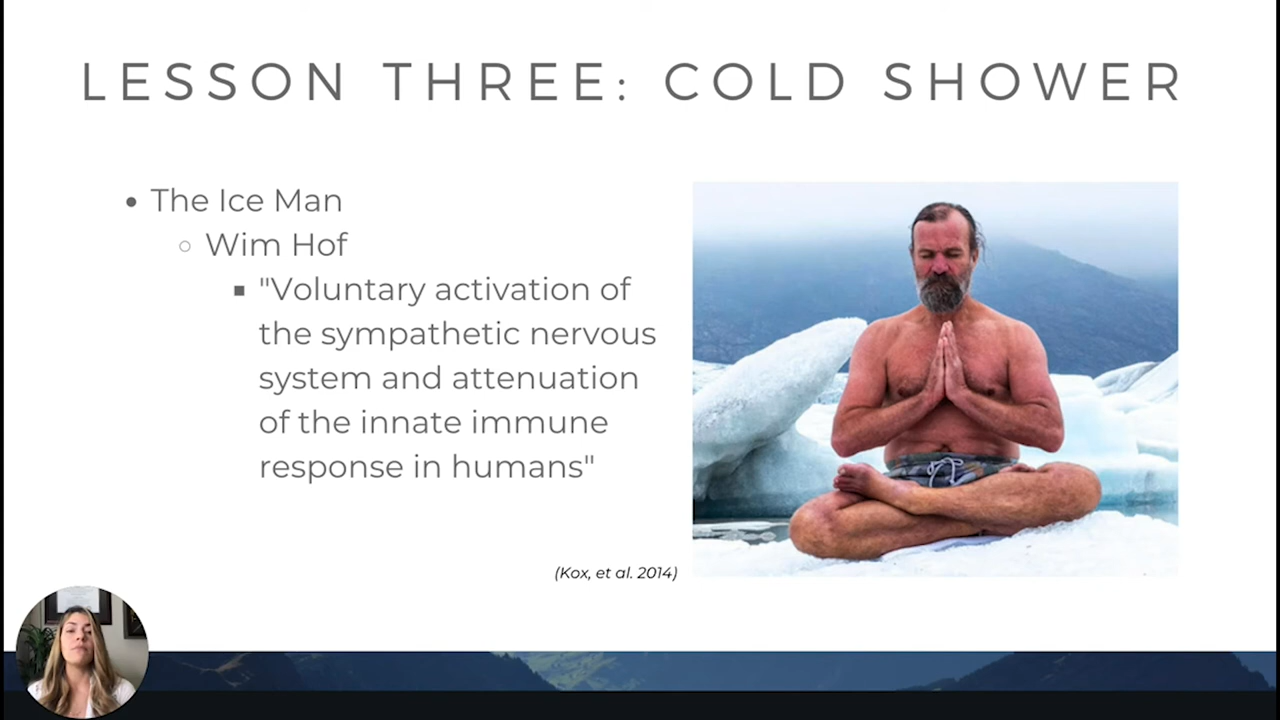 LESSON THREE: COLD SHOWER
The Ice Man
Wim Hof
"Voluntary activation of
the sympathetic nervous
system and attenuation
of the innate immune
response in humans"
(Kox, et al. 2014)